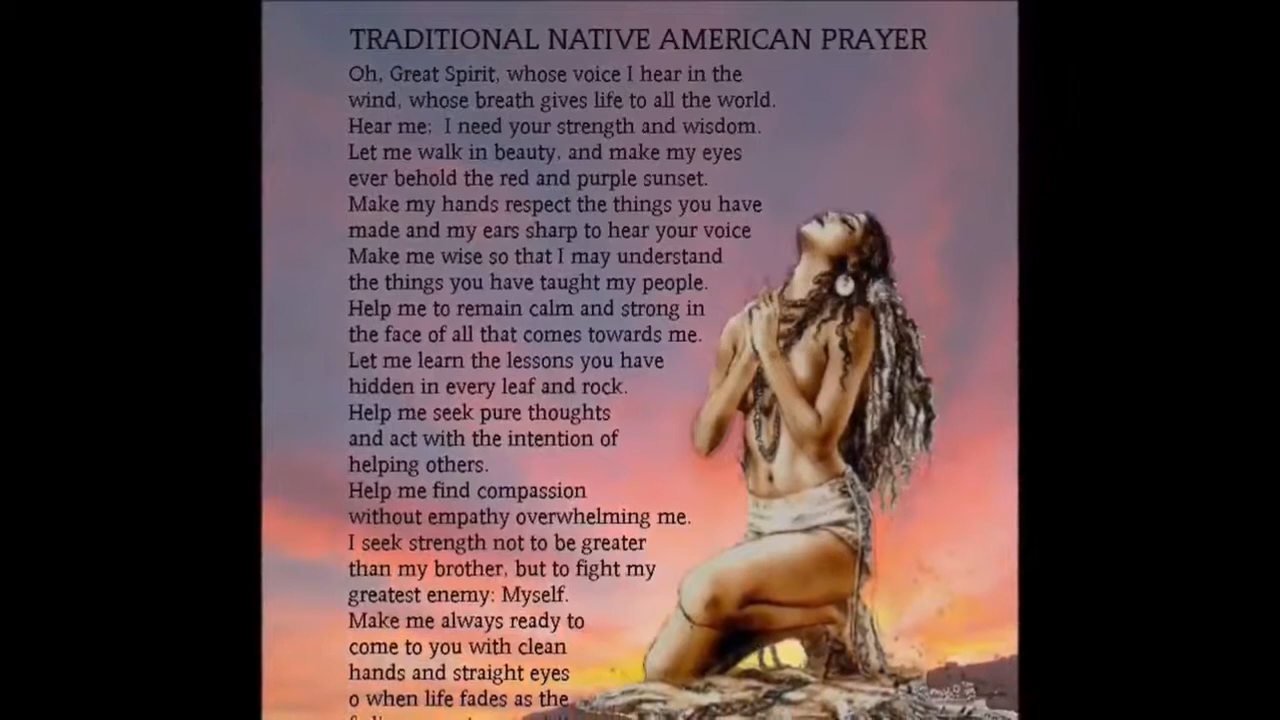 TRADITIONAL NATIVE AMERICAN PRAYER
Oh, Great Spirit, whose voice I hear in the
wind, whose breath gives life to all the world.
Hear me; I need your strength and wisdom.
Let me walk in beauty, and make my eyes
ever behold the red and purple sunset.
Make my hands respect the things you have
made and my ears sharp to hear your voice
Make me wise so that I may understand
the things you have taught my people.
Help me to remain calm and strong in
the face of all that comes towards me.
Let me learn the lessons you have
hidden in every leaf and rock.
Help me seek pure thoughts
and act with the intention of
helping others.
Help me find compassion
without empathy overwhelming me.
I seek strength not to be greater
than my brother, but to fight my
greatest enemy: Myself.
Make me always ready to
come to you with clean
hands and straight eyes
o when life fades as the